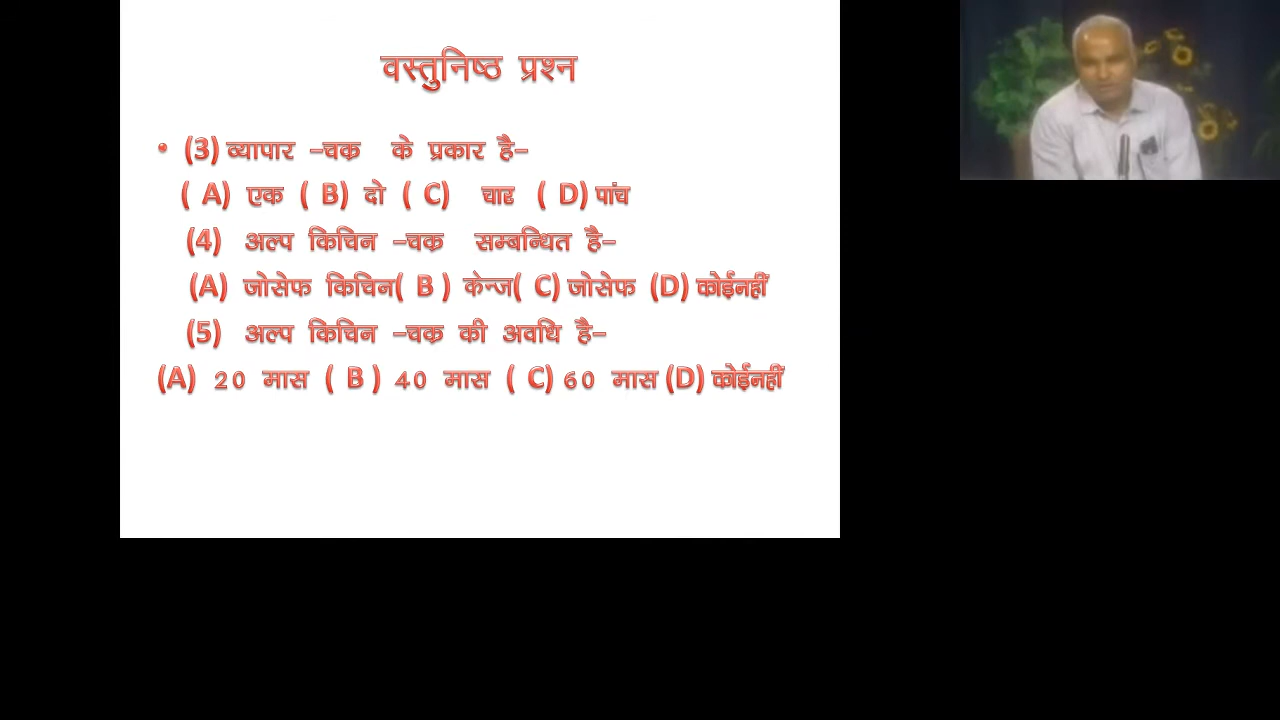 वस्तुनिष्ठ प्रश्न
• (3) व्यापार –चक्र के प्रकार है–
( A) एक ( B) दो ( C) चार ( D) पांच
(4) अल्प किचिन –चक्र सम्बन्धित है–
(A) जोसेफ किचिन( B ) केन्ज( C) जोसेफ (D) कोईनहीं
(5) अल्प किचिन –चक्र की अवधि है–
(A) 20 मास ( B ) 40 मास ( C) 60 मास (D) कोईनहीं